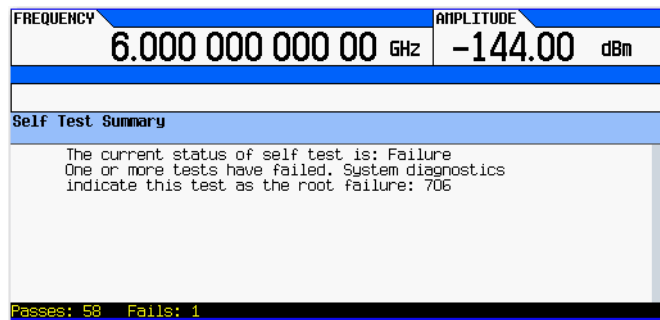 FREQUENCY
AMPLITUDE
6.000 000 000 00 GHz
-144.00 dBm
Self Test Summary
The current status of self test is: Failure
One or more tests have failed. System diagnostics
indicate this test as the root failure: 706
Passes: 58 Fails: 1